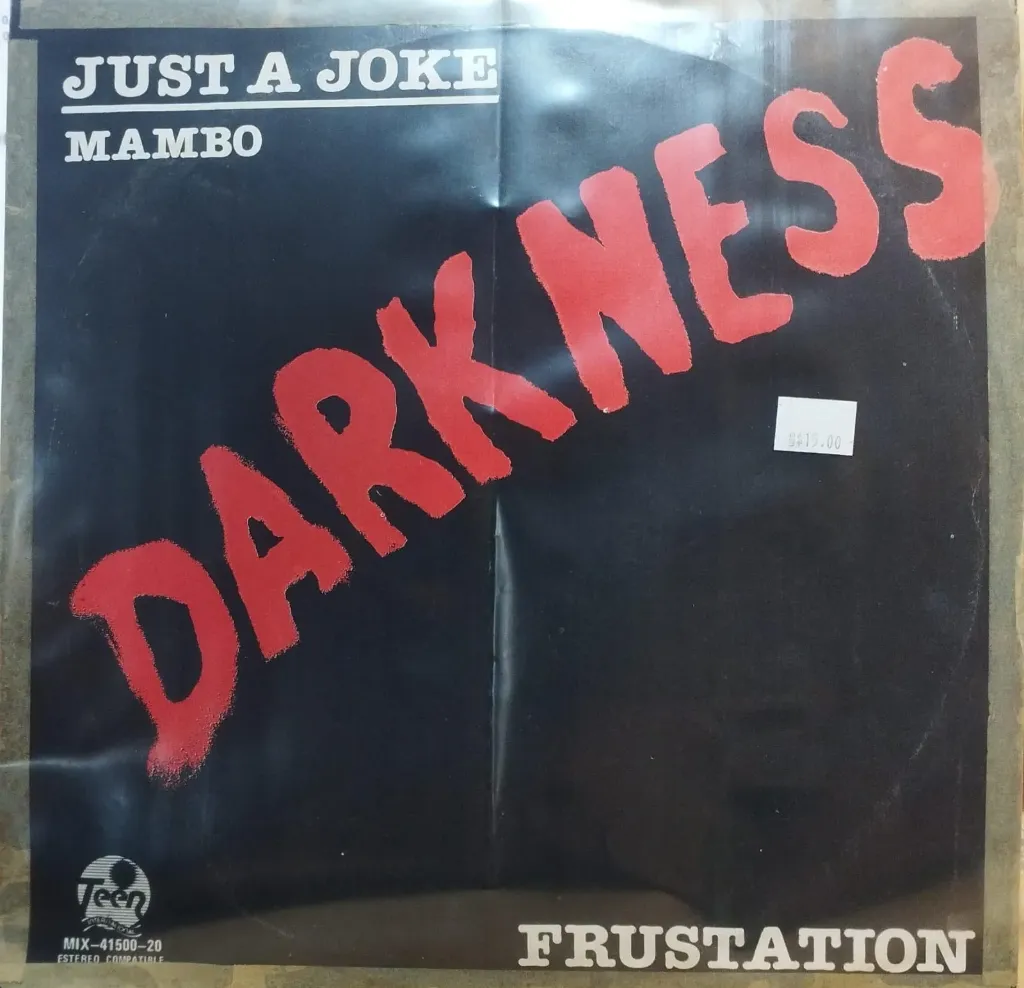 JUST A JOKE
MAMBO
DARKNESS
Teen
MIX-41500-20
ESTEREO COMPATIBLE
FRUSTATION